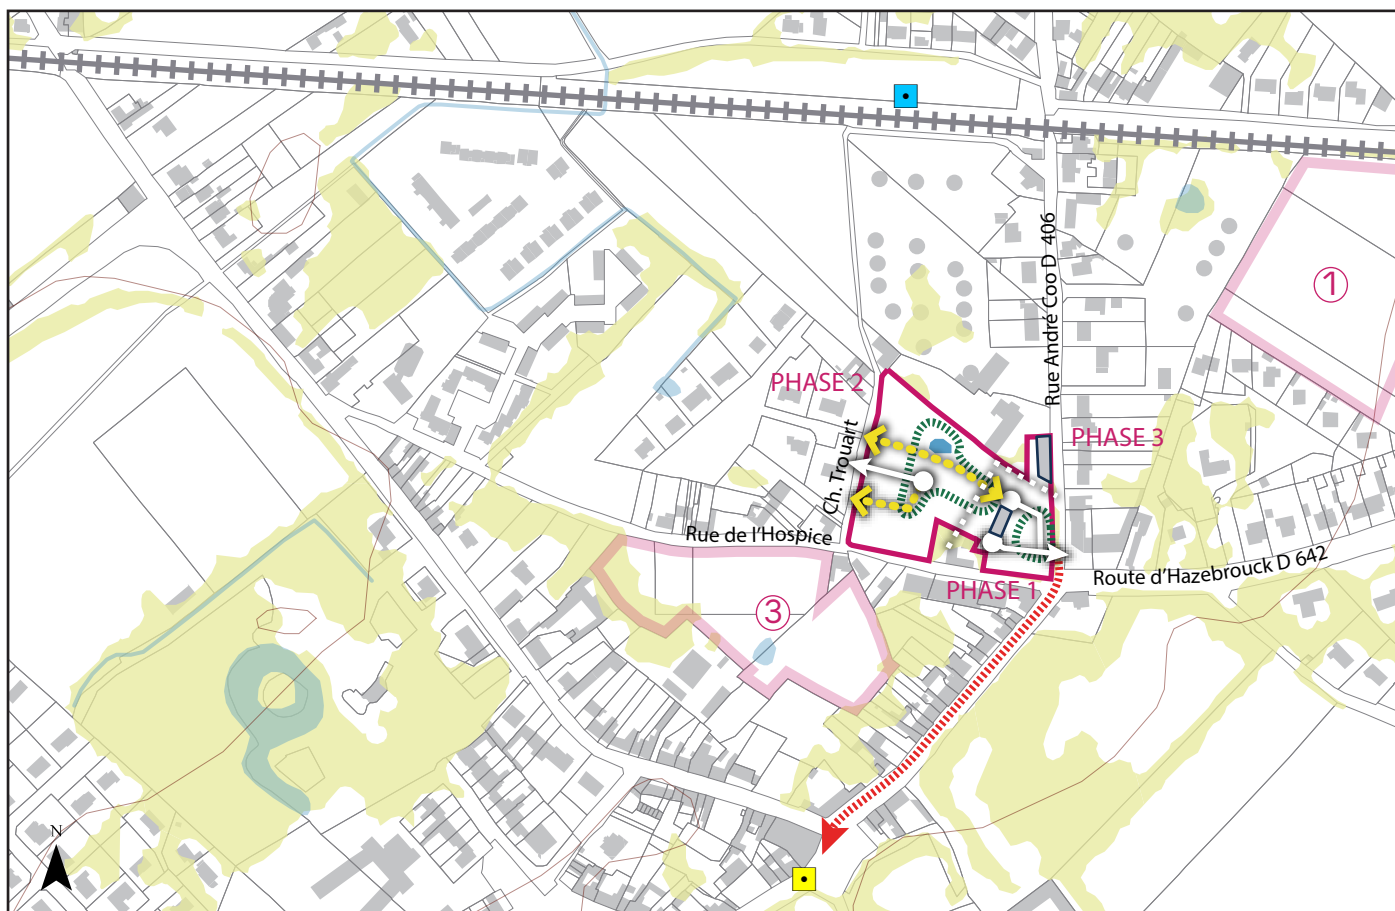 Rue André Coo D 406
1
PHASE 2
PHASE 3
Ch. Trouart
Rue de l'Hospice
Route d'Hazebrouck D 642
PHASE 1
3
N